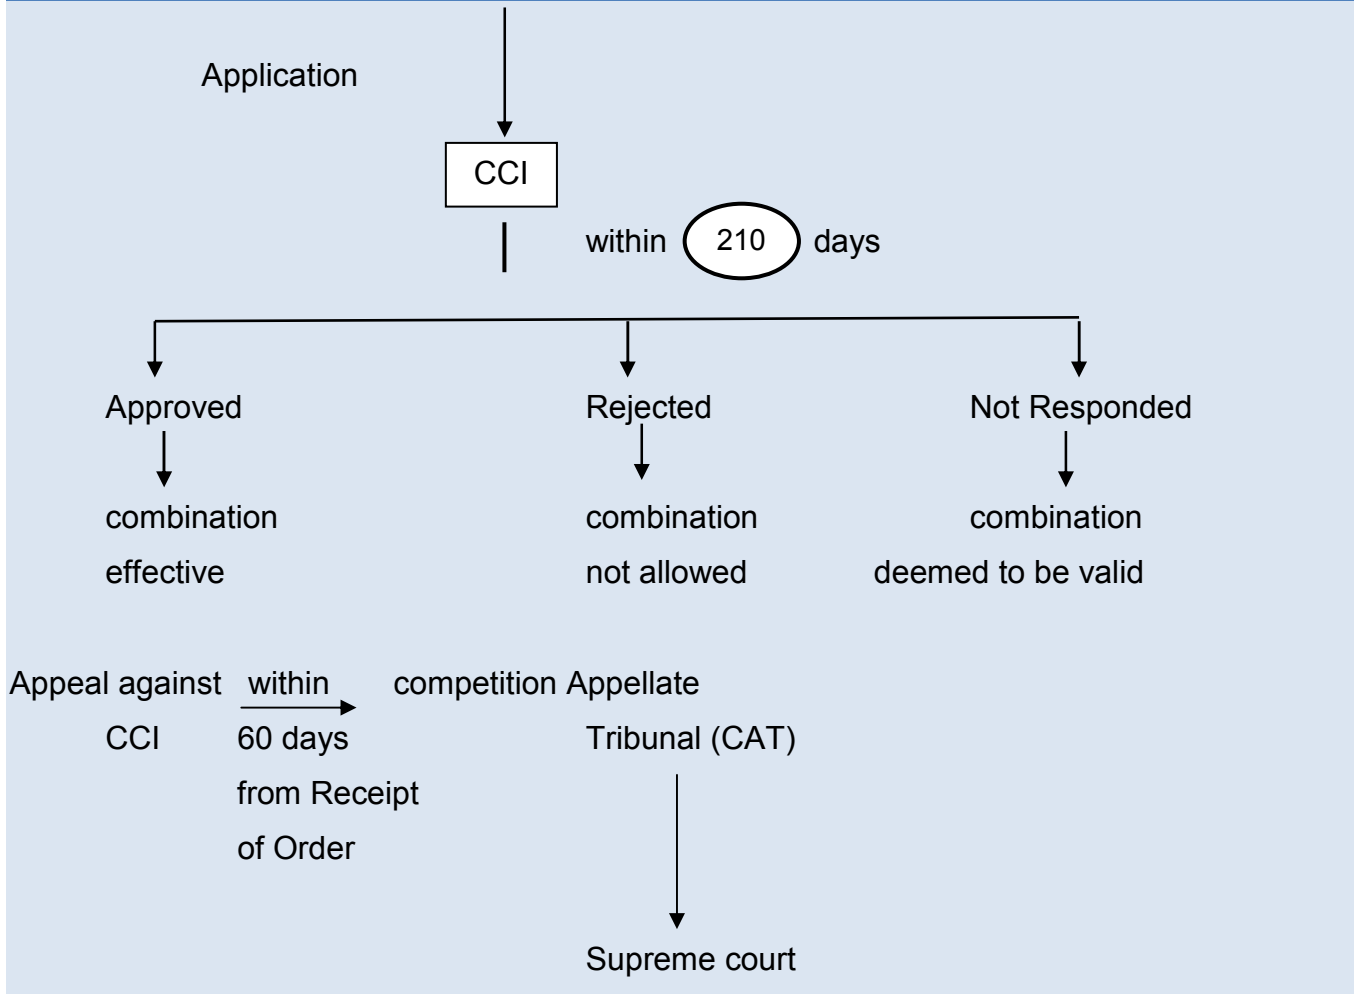 Application
CCI
within 210 days
Approved Rejected Not Responded
combination combination combination
effective not allowed deemed to be valid
Appeal against within competition Appellate
CCI 60 days Tribunal (CAT)
from Receipt
of Order
Supreme court